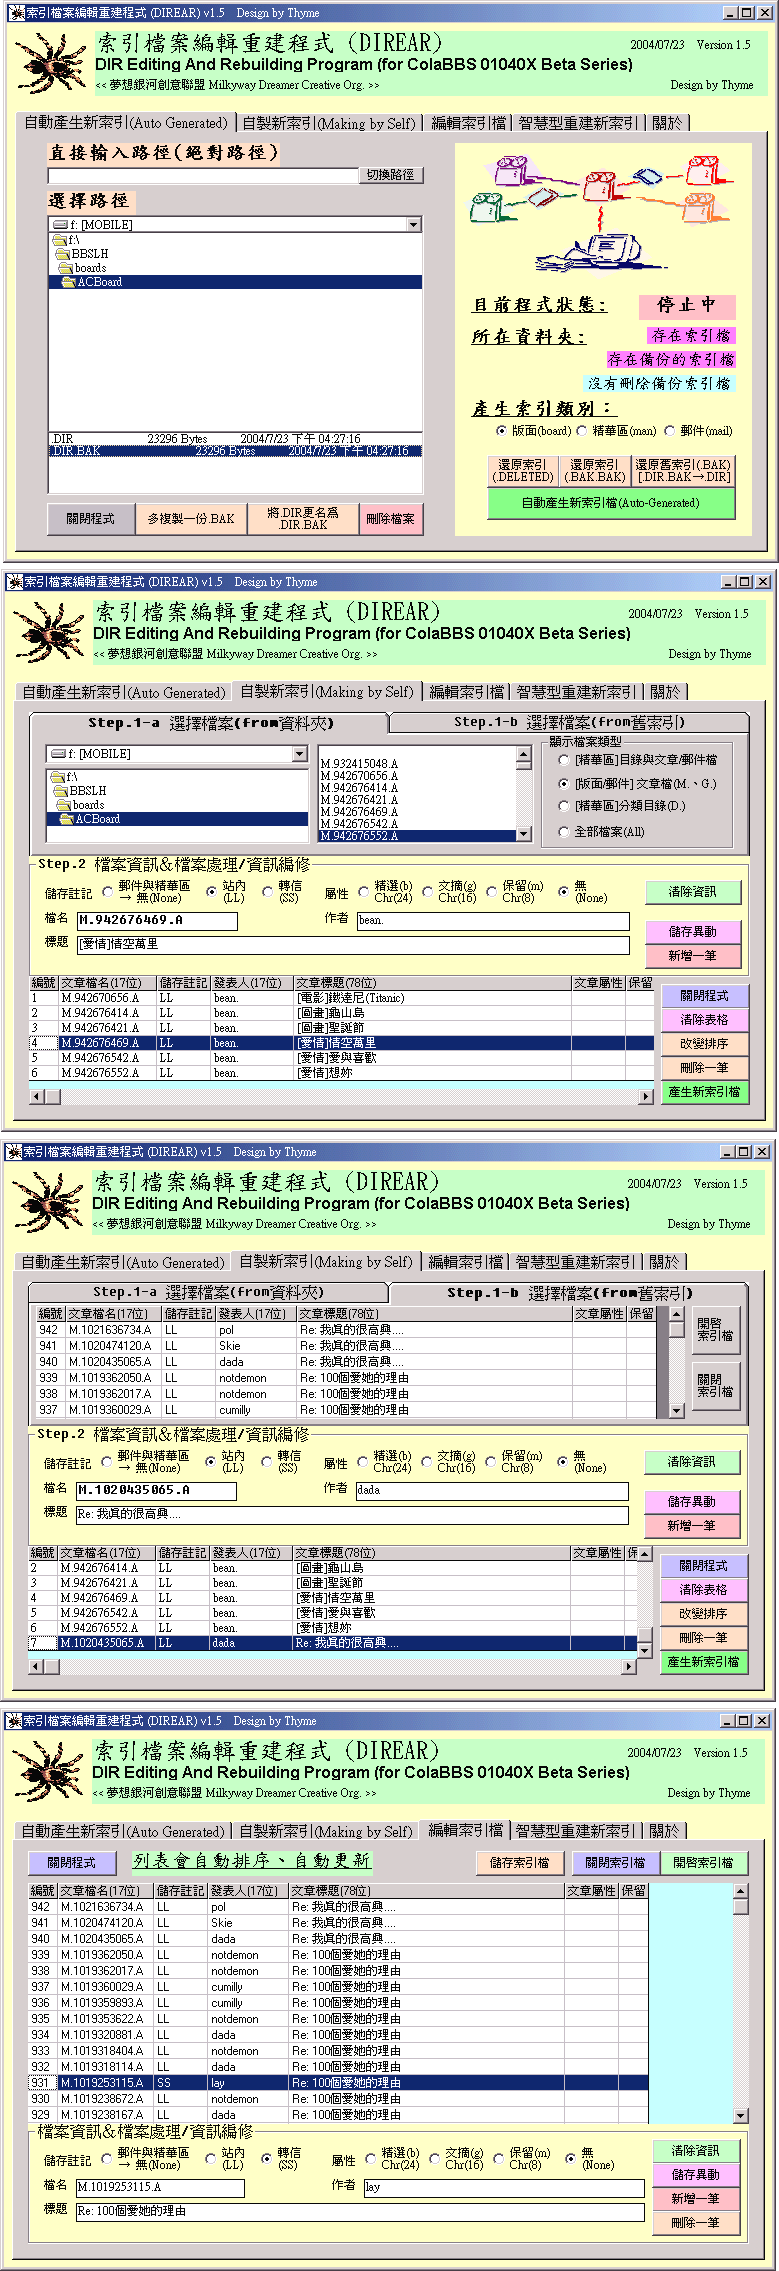 索引檔案編輯重建程式 (DIREAR) v1.5 Design by Thyme
索引檔案編輯重建程式 (DIREAR)
2004/07/23 Version 1.5
DIR Editing And Rebuilding Program (for ColaBBS 01040X Beta Series)
<< 夢想銀河創意聯盟 Milkyway Dreamer Creative Org. >>
Design by Thyme
自動產生新索引(Auto Generated) 自製新索引(Making by Self) 編輯索引檔 智慧型重建新索引 關於
直接輸入路徑(絕對路徑)
切換路徑
選擇路徑
f: [MOBILE]
f:\
BBSLH
boards
ACBoard
.DIR 23296 Bytes 2004/7/23 下午 04:27:16
.DIR.BAK 23296 Bytes 2004/7/23 下午 04:27:16
關閉程式 多複製一份.BAK 將.DIR更名為.DIR.BAK 刪除檔案
目前程式狀態: 停止中
所在資料夾: 存在索引檔
存在備份的索引檔
沒有刪除備份索引檔
產生索引類別：
版面(board) 精華區(man) 郵件(mail)
還原索引(.DELETED) 還原索引(.BAK.BAK) 還原舊索引(.BAK)[.DIR.BAK→.DIR]
自動產生新索引檔(Auto-Generated)
索引檔案編輯重建程式 (DIREAR) v1.5 Design by Thyme
索引檔案編輯重建程式 (DIREAR)
2004/07/23 Version 1.5
DIR Editing And Rebuilding Program (for ColaBBS 01040X Beta Series)
<< 夢想銀河創意聯盟 Milkyway Dreamer Creative Org. >>
Design by Thyme
自動產生新索引(Auto Generated) 自製新索引(Making by Self) 編輯索引檔 智慧型重建新索引 關於
Step.1-a 選擇檔案(from資料夾) Step.1-b 選擇檔案(from舊索引)
f: [MOBILE]
f:\
BBSLH
boards
ACBoard
M.932415048.A
M.942670656.A
M.942676414.A
M.942676421.A
M.942676469.A
M.942676542.A
M.942676552.A
顯示檔案類型
[精華區]目錄與文章/郵件檔
[版面/郵件] 文章檔(M.、G.)
[精華區]分類目錄(D.)
全部檔案(All)
Step.2 檔案資訊&檔案處理/資訊編修
儲存註記 郵件與精華區→ 無(None) 站內(LL) 轉信(SS) 屬性 精選(b)Chr(24) 文摘(g)Chr(16) 保留(m)Chr(8) 無(None)
清除資訊
檔名 M.942676469.A 作者 bean.
標題 [愛情]情空萬里
儲存異動
新增一筆
編號 文章檔名(17位) 儲存註記 發表人(17位) 文章標題(78位) 文章屬性 保留
1 M.942670656.A LL bean. [電影]鐵達尼(Titanic)
2 M.942676414.A LL bean. [圖畫]龜山島
3 M.942676421.A LL bean. [圖畫]聖誕節
4 M.942676469.A LL bean. [愛情]情空萬里
5 M.942676542.A LL bean. [愛情]愛與喜歡
6 M.942676552.A LL bean. [愛情]想妳
關閉程式
清除表格
改變排序
刪除一筆
產生新索引檔
索引檔案編輯重建程式 (DIREAR) v1.5 Design by Thyme
索引檔案編輯重建程式 (DIREAR)
2004/07/23 Version 1.5
DIR Editing And Rebuilding Program (for ColaBBS 01040X Beta Series)
<< 夢想銀河創意聯盟 Milkyway Dreamer Creative Org. >>
Design by Thyme
自動產生新索引(Auto Generated) 自製新索引(Making by Self) 編輯索引檔 智慧型重建新索引 關於
Step.1-a 選擇檔案(from資料夾) Step.1-b 選擇檔案(from舊索引)
編號 文章檔名(17位) 儲存註記 發表人(17位) 文章標題(78位) 文章屬性 保留
942 M.1021636734.A LL pol Re: 我真的很高興....
941 M.1020474120.A LL Skie Re: 我真的很高興....
940 M.1020435065.A LL dada Re: 我真的很高興....
939 M.1019362050.A LL notdemon Re: 100個愛她的理由
938 M.1019362017.A LL notdemon Re: 100個愛她的理由
937 M.1019360029.A LL cumilly Re: 100個愛她的理由
開啟索引檔
關閉索引檔
Step.2 檔案資訊&檔案處理/資訊編修
儲存註記 郵件與精華區→ 無(None) 站內(LL) 轉信(SS) 屬性 精選(b)Chr(24) 文摘(g)Chr(16) 保留(m)Chr(8) 無(None)
清除資訊
檔名 M.1020435065.A 作者 dada
標題 Re: 我真的很高興....
儲存異動
新增一筆
編號 文章檔名(17位) 儲存註記 發表人(17位) 文章標題(78位) 文章屬性 保
2 M.942676414.A LL bean. [圖畫]龜山島
3 M.942676421.A LL bean. [圖畫]聖誕節
4 M.942676469.A LL bean. [愛情]情空萬里
5 M.942676542.A LL bean. [愛情]愛與喜歡
6 M.942676552.A LL bean. [愛情]想妳
7 M.1020435065.A LL dada Re: 我真的很高興....
關閉程式
清除表格
改變排序
刪除一筆
產生新索引檔
索引檔案編輯重建程式 (DIREAR) v1.5 Design by Thyme
索引檔案編輯重建程式 (DIREAR)
2004/07/23 Version 1.5
DIR Editing And Rebuilding Program (for ColaBBS 01040X Beta Series)
<< 夢想銀河創意聯盟 Milkyway Dreamer Creative Org. >>
Design by Thyme
自動產生新索引(Auto Generated) 自製新索引(Making by Self) 編輯索引檔 智慧型重建新索引 關於
關閉程式 列表會自動排序、自動更新 儲存索引檔 關閉索引檔 開啟索引檔
編號 文章檔名(17位) 儲存註記 發表人(17位) 文章標題(78位) 文章屬性 保留
942 M.1021636734.A LL pol Re: 我真的很高興....
941 M.1020474120.A LL Skie Re: 我真的很高興....
940 M.1020435065.A LL dada Re: 我真的很高興....
939 M.1019362050.A LL notdemon Re: 100個愛她的理由
938 M.1019362017.A LL notdemon Re: 100個愛她的理由
937 M.1019360029.A LL cumilly Re: 100個愛她的理由
936 M.1019359893.A LL cumilly Re: 100個愛她的理由
935 M.1019353622.A LL notdemon Re: 100個愛她的理由
934 M.1019320881.A LL dada Re: 100個愛她的理由
933 M.1019318404.A LL notdemon Re: 100個愛她的理由
932 M.1019318114.A LL dada Re: 100個愛她的理由
931 M.1019253115.A SS lay Re: 100個愛她的理由
930 M.1019238672.A LL notdemon Re: 100個愛她的理由
929 M.1019238167.A LL dada Re: 100個愛她的理由
檔案資訊&檔案處理/資訊編修
儲存註記 郵件與精華區→ 無(None) 站內(LL) 轉信(SS) 屬性 精選(b)Chr(24) 文摘(g)Chr(16) 保留(m)Chr(8) 無(None)
檔名 M.1019253115.A 作者 lay
標題 Re: 100個愛她的理由
清除資訊
儲存異動
新增一筆
刪除一筆